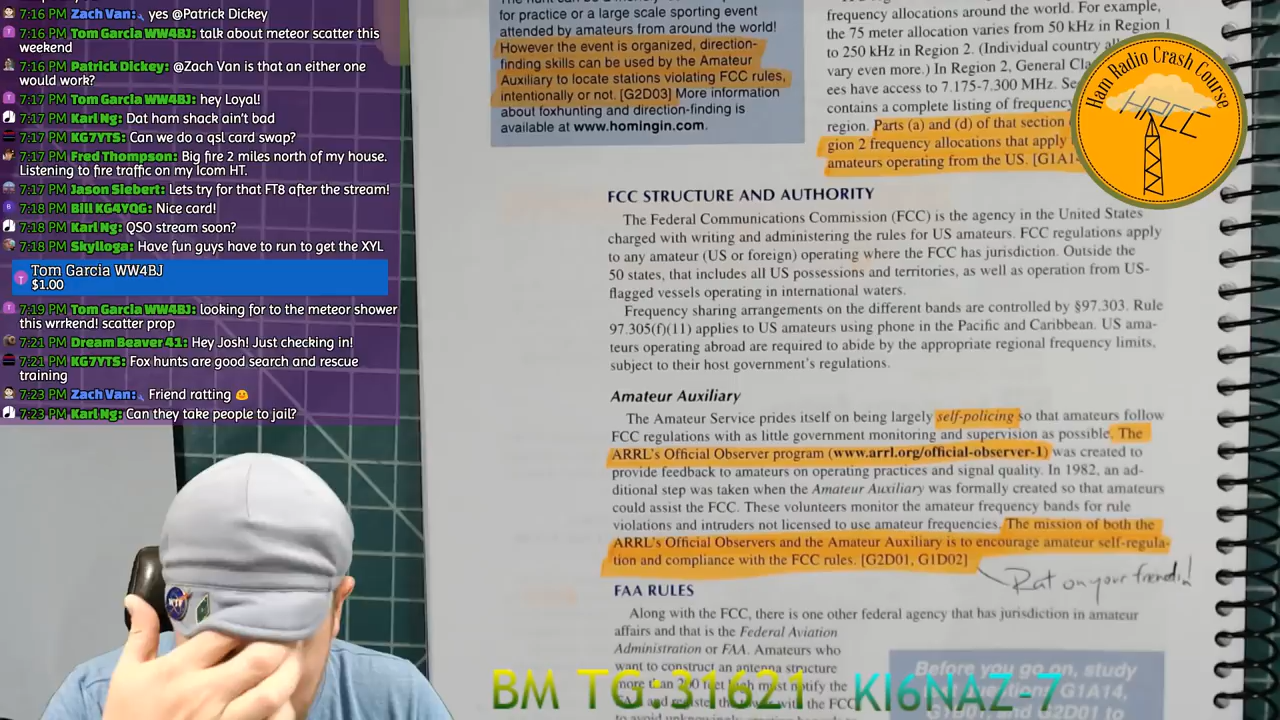 7:16 PM Zach Van: yes @Patrick Dickey
7:16 PM Tom Garcia WW4BJ: talk about meteor scatter this
weekend
7:16 PM Patrick Dickey: @Zach Van is that an either one
would work?
7:17 PM Tom Garcia WW4BJ: hey Loyal!
7:17 PM Karl Ng: Dat ham shack ain't bad
7:17 PM KG7YTS: Can we do a qsl card swap?
7:17 PM Fred Thompson: Big fire 2 miles north of my house.
Listening to fire traffic on my Icom HT.
7:17 PM Jason Siebert: Lets try for that FT8 after the stream!
7:18 PM Bill KG4YQG: Nice card!
7:18 PM Karl Ng: QSO stream soon?
7:18 PM Skylloga: Have fun guys have to run to get the XYL
Tom Garcia WW4BJ
$1.00
7:19 PM Tom Garcia WW4BJ: looking for to the meteor shower
this wrrkend! scatter prop
7:21 PM Dream Beaver 41: Hey Josh! Just checking in!
7:21 PM KG7YTS: Fox hunts are good search and rescue
training
7:23 PM Zach Van: Friend ratting
7:23 PM Karl Ng: Can they take people to jail?
for practice or a large scale sporting event
attended by amateurs from around the world!
However the event is organized, direction-
finding skills can be used by the Amateur
Auxiliary to locate stations violating FCC rules,
intentionally or not. [G2D03] More information
about foxhunting and direction-finding is
available at www.homingin.com.
frequency allocations around the world. For example,
the 75 meter allocation varies from 50 kHz in Region 1
to 250 kHz in Region 2. (Individual country
vary even more.) In Region 2, General Cla
ees have access to 7.175-7.300 MHz. Se
contains a complete listing of frequency
region. Parts (a) and (d) of that section
gion 2 frequency allocations that apply
amateurs operating from the US. [G1A14
Ham Radio Crash Course
HRCC
FCC STRUCTURE AND AUTHORITY
The Federal Communications Commission (FCC) is the agency in the United States
charged with writing and administering the rules for US amateurs. FCC regulations apply
to any amateur (US or foreign) operating where the FCC has jurisdiction. Outside the
50 states, that includes all US possessions and territories, as well as operation from US-
flagged vessels operating in international waters.
Frequency sharing arrangements on the different bands are controlled by §97.303. Rule
97.305(f)(11) applies to US amateurs using phone in the Pacific and Caribbean. US ama-
teurs operating abroad are required to abide by the appropriate regional frequency limits,
subject to their host government's regulations.
Amateur Auxiliary
The Amateur Service prides itself on being largely self-policing so that amateurs follow
FCC regulations with as little government monitoring and supervision as possible. The
ARRL's Official Observer program (www.arrl.org/official-observer-1) was created to
provide feedback to amateurs on operating practices and signal quality. In 1982, an ad-
ditional step was taken when the Amateur Auxiliary was formally created so that amateurs
could assist the FCC. These volunteers monitor the amateur frequency bands for rule
violations and intruders not licensed to use amateur frequencies. The mission of both the
ARRL's Official Observers and the Amateur Auxiliary is to encourage amateur self-regula-
tion and compliance with the FCC rules. [G2D01, G1D02]
Rat on your friends!
FAA RULES
Along with the FCC, there is one other federal agency that has jurisdiction in amateur
affairs and that is the Federal Aviation
Administration or FAA. Amateurs who
want to construct an antenna structure
more than 200 feet high must notify the
with the FCC
Before you go on, study
G1A14,
G2D01 to
BM TG:31621 KI6NAZ-7